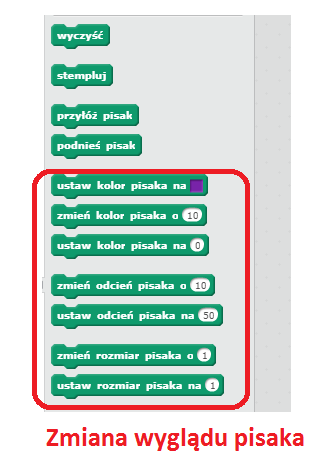 wyczyść
stempluj
przyłóż pisak
podnieś pisak
ustaw kolor pisaka na
zmień kolor pisaka o 10
ustaw kolor pisaka na 0
zmień odcień pisaka o 10
ustaw odcień pisaka na 50
zmień rozmiar pisaka o 1
ustaw rozmiar pisaka na 1
Zmiana wyglądu pisaka